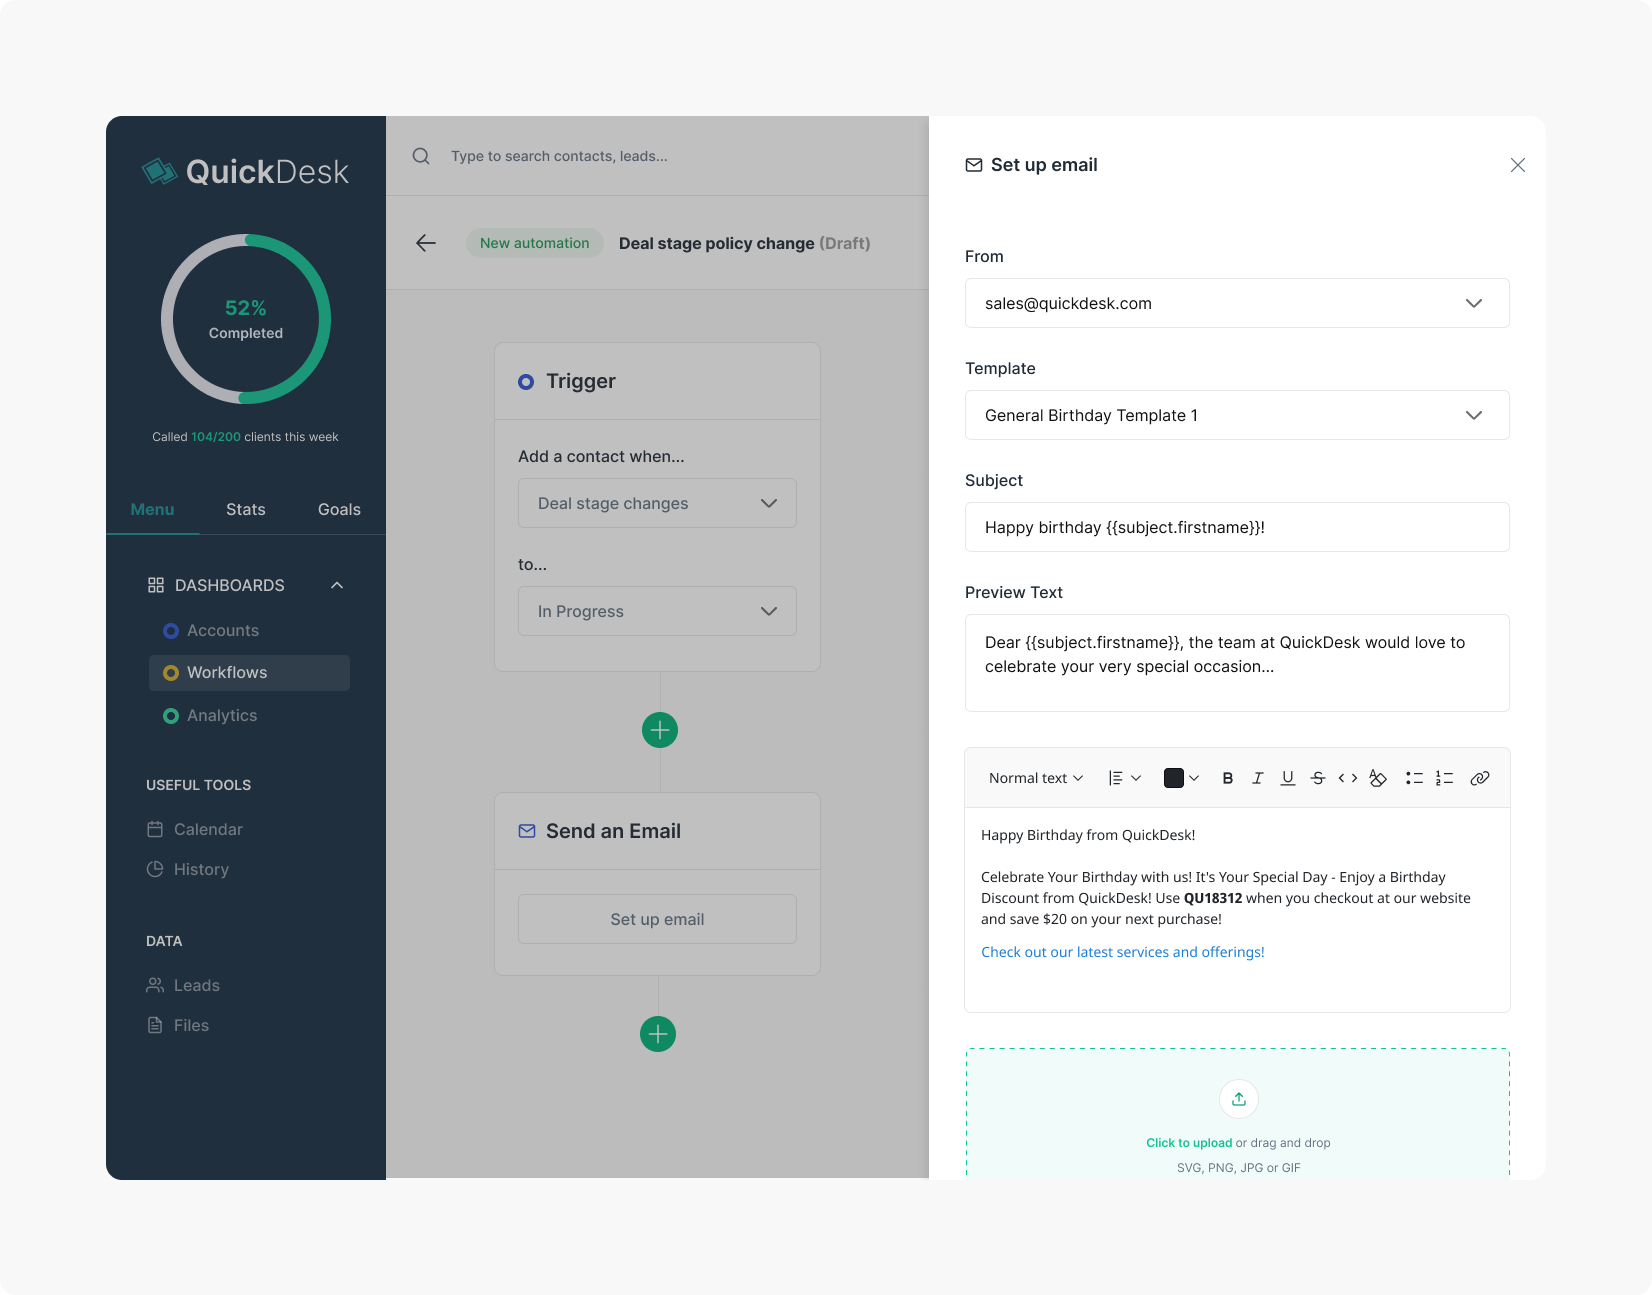 QuickDesk
52%
Completed
Called 104/200 clients this week
Menu
Stats
Goals
DASHBOARDS
Accounts
Workflows
Analytics
USEFUL TOOLS
Calendar
History
DATA
Leads
Files
Type to search contacts, leads...
New automation
Deal stage policy change (Draft)
Trigger
Add a contact when...
Deal stage changes
to...
In Progress
Send an Email
Set up email
Set up email
From
sales@quickdesk.com
Template
General Birthday Template 1
Subject
Happy birthday {{subject.firstname}}!
Preview Text
Dear {{subject.firstname}}, the team at QuickDesk would love to
celebrate your very special occasion...
Normal text
Happy Birthday from QuickDesk!
Celebrate Your Birthday with us! It's Your Special Day - Enjoy a Birthday
Discount from QuickDesk! Use QU18312 when you checkout at our website
and save $20 on your next purchase!
Check out our latest services and offerings!
Click to upload or drag and drop
SVG, PNG, JPG or GIF